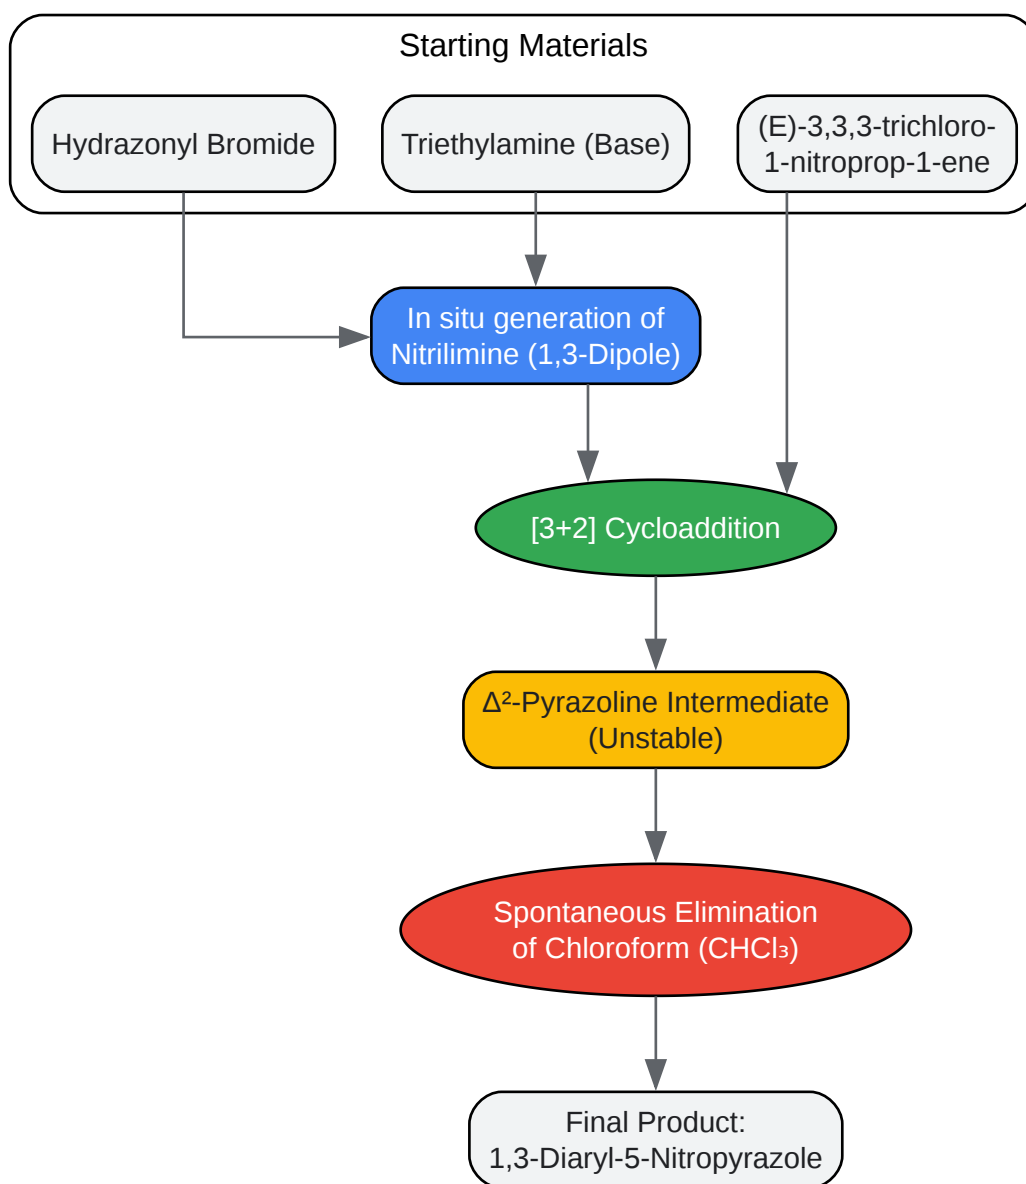 Starting Materials
Hydrazonyl Bromide
Triethylamine (Base)
(E)-3,3,3-trichloro-
1-nitroprop-1-ene
In situ generation of
Nitrilimine (1,3-Dipole)
[3+2] Cycloaddition
Δ²-Pyrazoline Intermediate
(Unstable)
Spontaneous Elimination
of Chloroform (CHCl₃)
Final Product:
1,3-Diaryl-5-Nitropyrazole